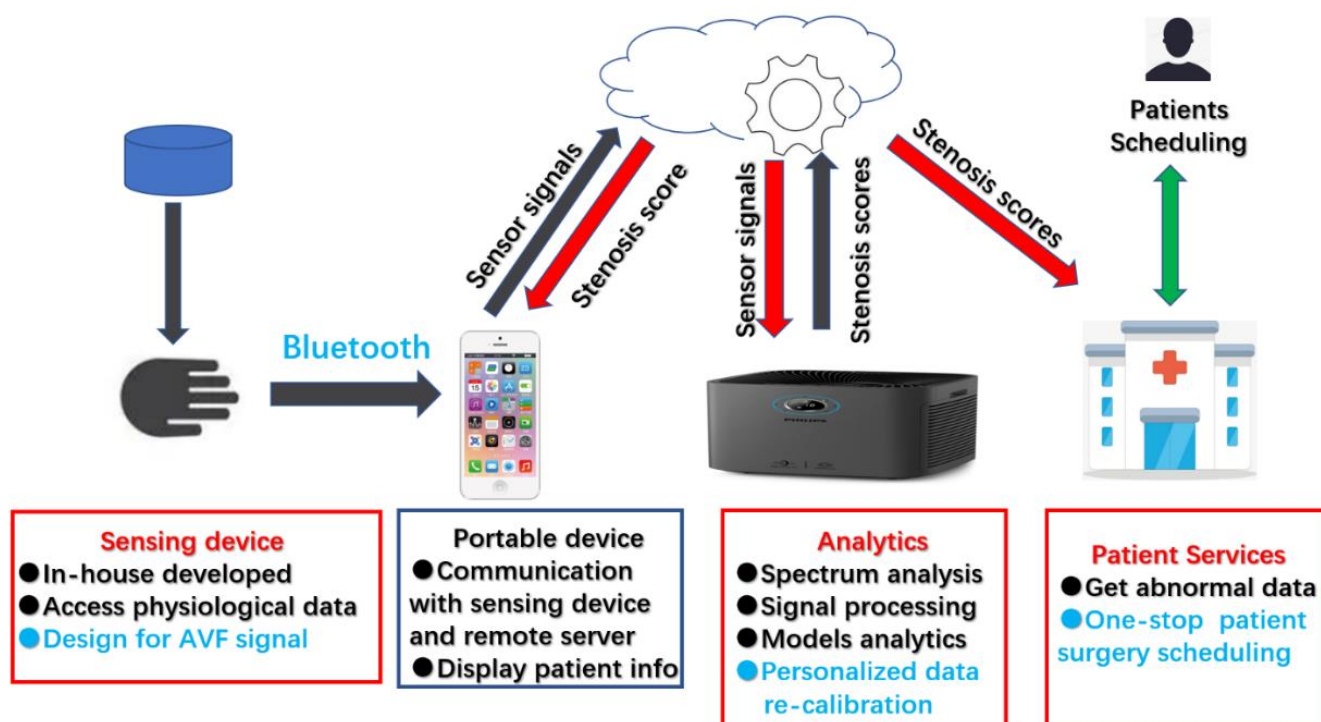 Patients
Scheduling
Sensor signals
Stenosis score
Sensor signals
Stenosis scores
Stenosis scores
Bluetooth
PHILIPS
Sensing device
●In-house developed
●Access physiological data
●Design for AVF signal
Portable device
●Communication
with sensing device
and remote server
●Display patient info
Analytics
●Spectrum analysis
●Signal processing
●Models analytics
●Personalized data
re-calibration
Patient Services
●Get abnormal data
●One-stop patient
surgery scheduling